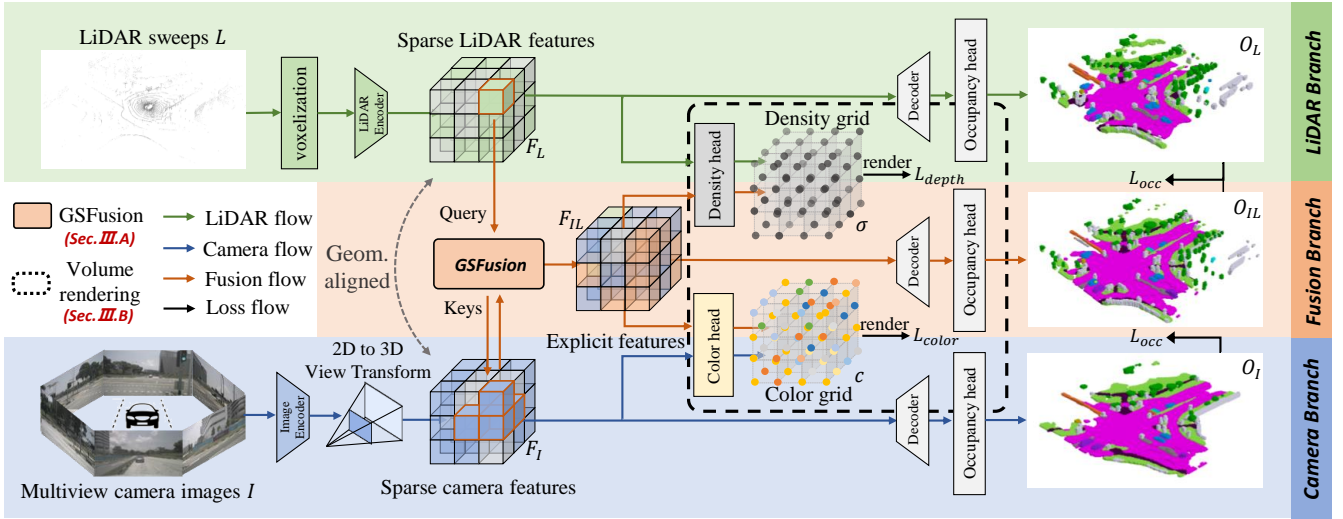 LiDAR sweeps L
voxelization
LiDAR
Encoder
Sparse LiDAR features
F_L
Decoder
Occupancy head
O_L
LiDAR Branch
Density head
Density grid
σ
render
L_depth
L_occ
GSFusion
(Sec.Ⅲ.A)
Volume
rendering
(Sec.Ⅲ.B)
LiDAR flow
Camera flow
Fusion flow
Loss flow
Geom.
aligned
Query
GSFusion
Keys
F_IL
Explicit features
Decoder
Occupancy head
O_IL
Fusion Branch
Color head
Color grid
c
render
L_color
L_occ
Multiview camera images I
Image
Encoder
2D to 3D
View Transform
F_I
Sparse camera features
Decoder
Occupancy head
O_I
Camera Branch